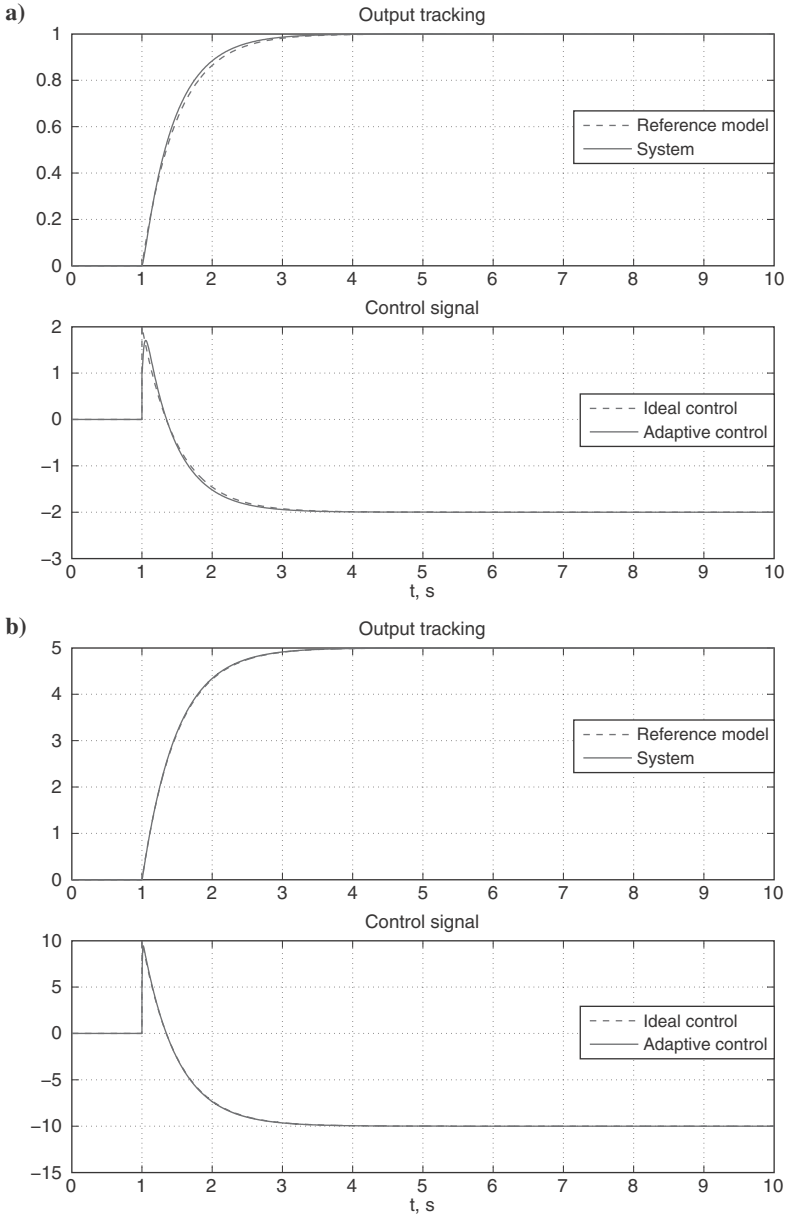 a)
Output tracking
1
0.8
0.6
0.4
0.2
0
0 1 2 3 4 5 6 7 8 9 10
Reference model
System
Control signal
2
1
0
−1
−2
−3
0 1 2 3 4 5 6 7 8 9 10
Ideal control
Adaptive control
t, s
b)
Output tracking
5
4
3
2
1
0
0 1 2 3 4 5 6 7 8 9 10
Reference model
System
Control signal
10
5
0
−5
−10
−15
0 1 2 3 4 5 6 7 8 9 10
Ideal control
Adaptive control
t, s